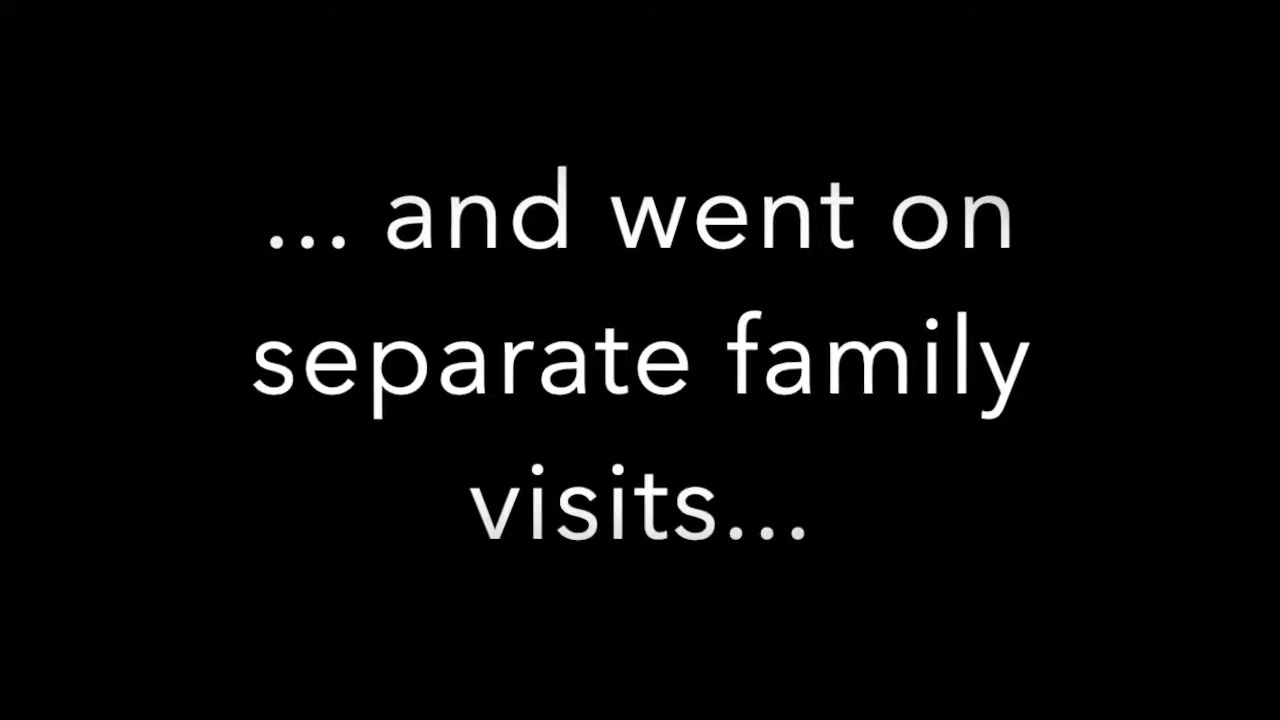 ... and went on
separate family
visits...